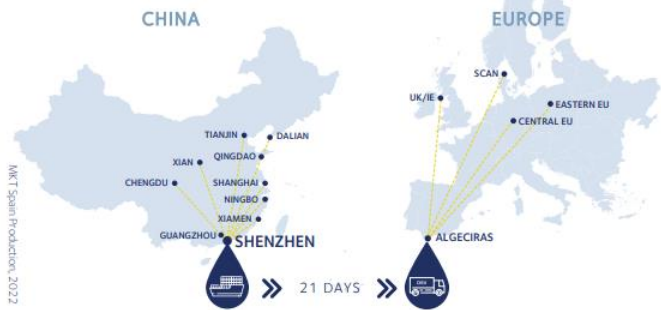 CHINA
EUROPE
SCAN
UK/IE
EASTERN EU
CENTRAL EU
TIANJIN
DALIAN
XIAN
QINGDAO
CHENGDU
SHANGHAI
NINGBO
XIAMEN
GUANGZHOU
SHENZHEN
ALGECIRAS
21 DAYS
MKT Spain Production, 2022